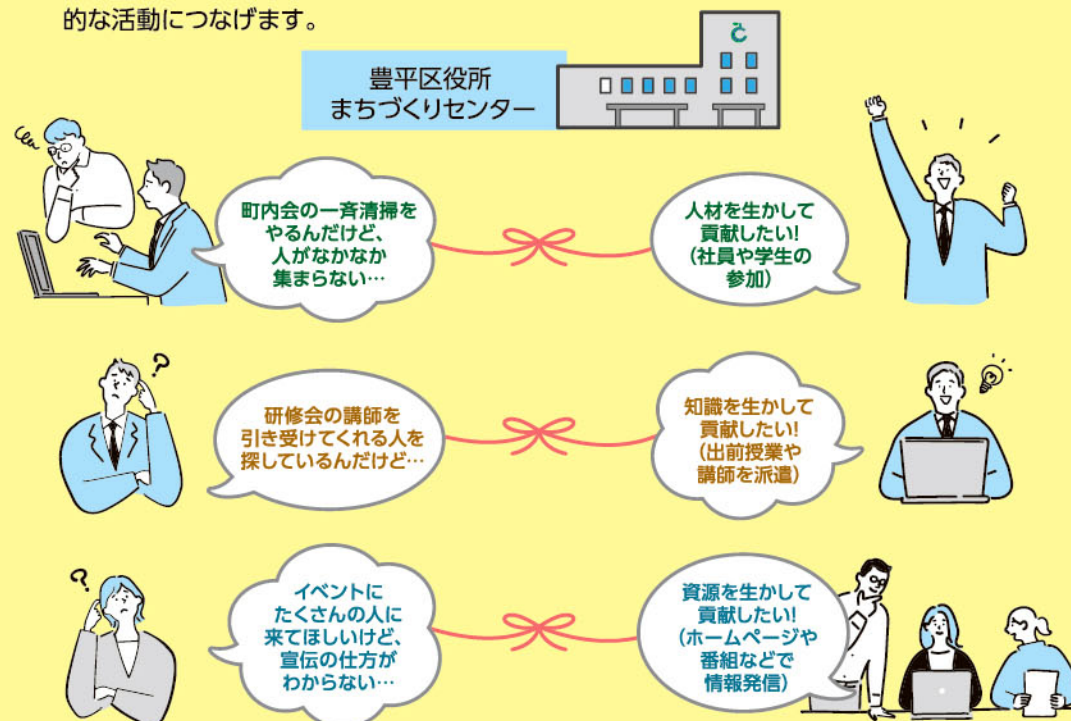 的な活動につなげます。
豊平区役所
まちづくりセンター
町内会の一斉清掃を
やるんだけど、
人がなかなか
集まらない…
人材を生かして
貢献したい!
(社員や学生の
参加)
研修会の講師を
引き受けてくれる人を
探しているんだけど…
知識を生かして
貢献したい!
(出前授業や
講師を派遣)
イベントに
たくさんの人に
来てほしいけど、
宣伝の仕方が
わからない…
資源を生かして
貢献したい!
(ホームページや
番組などで
情報発信)